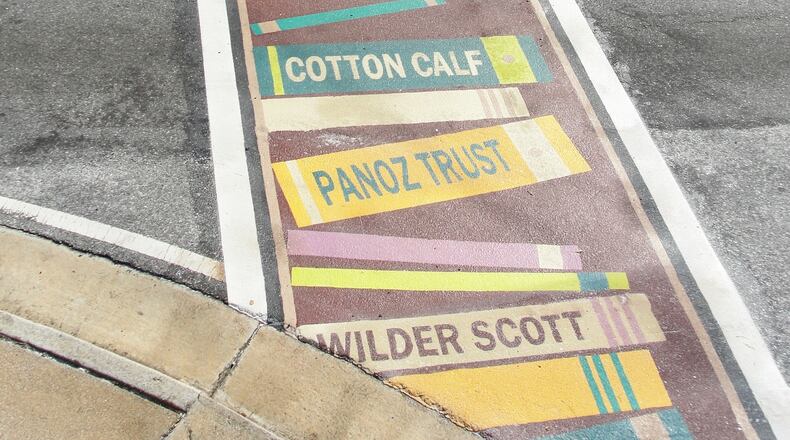 COTTON CALF
PANOZ TRUST
WILDER SCOTT